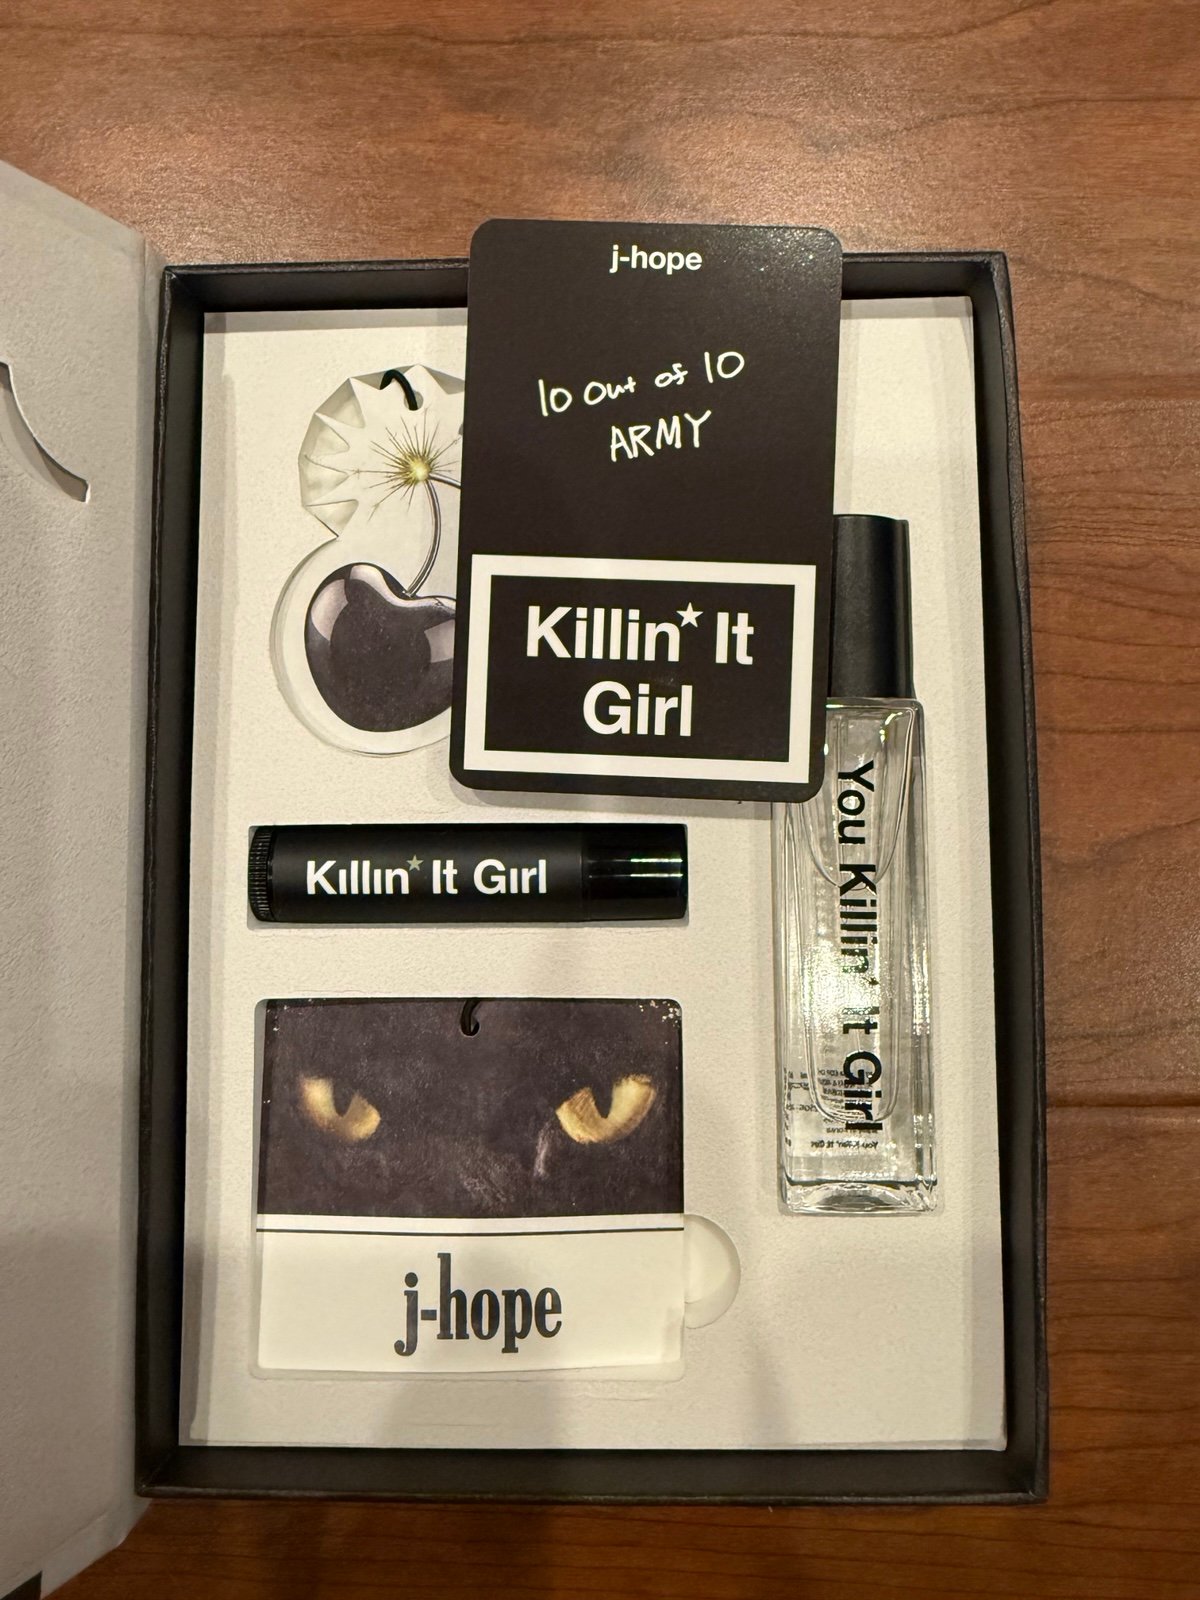 j-hope
10 out of 10
ARMY
Killin* It
Girl
Killin* It Girl
You Killin' It Girl
j-hope